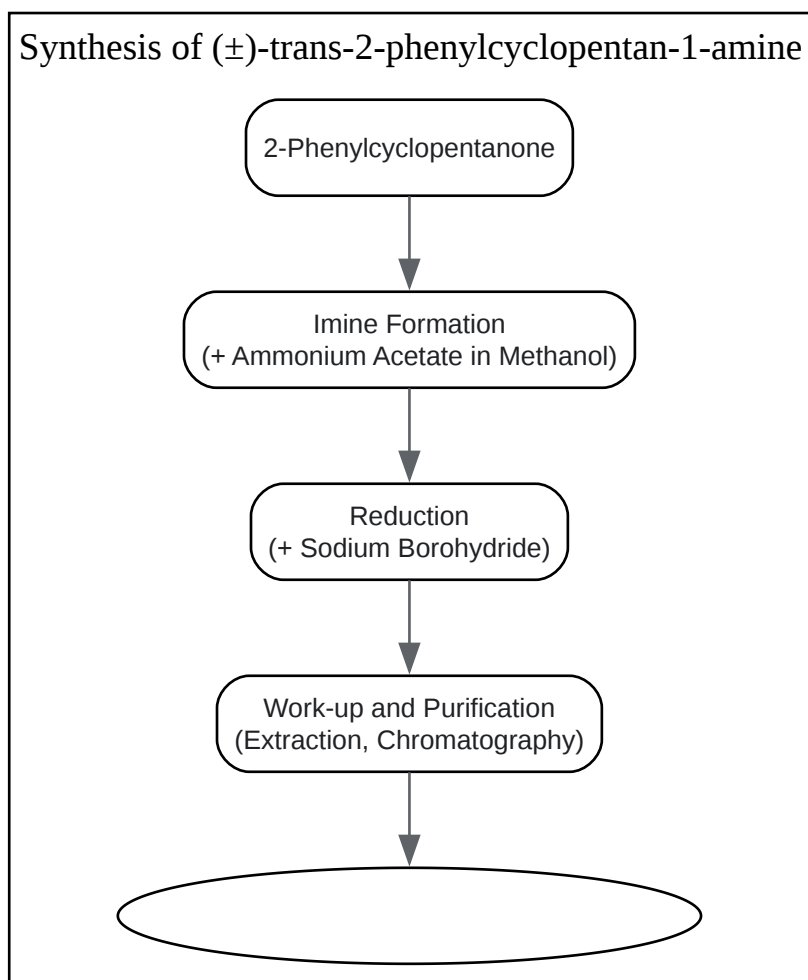 Synthesis of (±)-trans-2-phenylcyclopentan-1-amine
2-Phenylcyclopentanone
Imine Formation
(+ Ammonium Acetate in Methanol)
Reduction
(+ Sodium Borohydride)
Work-up and Purification
(Extraction, Chromatography)